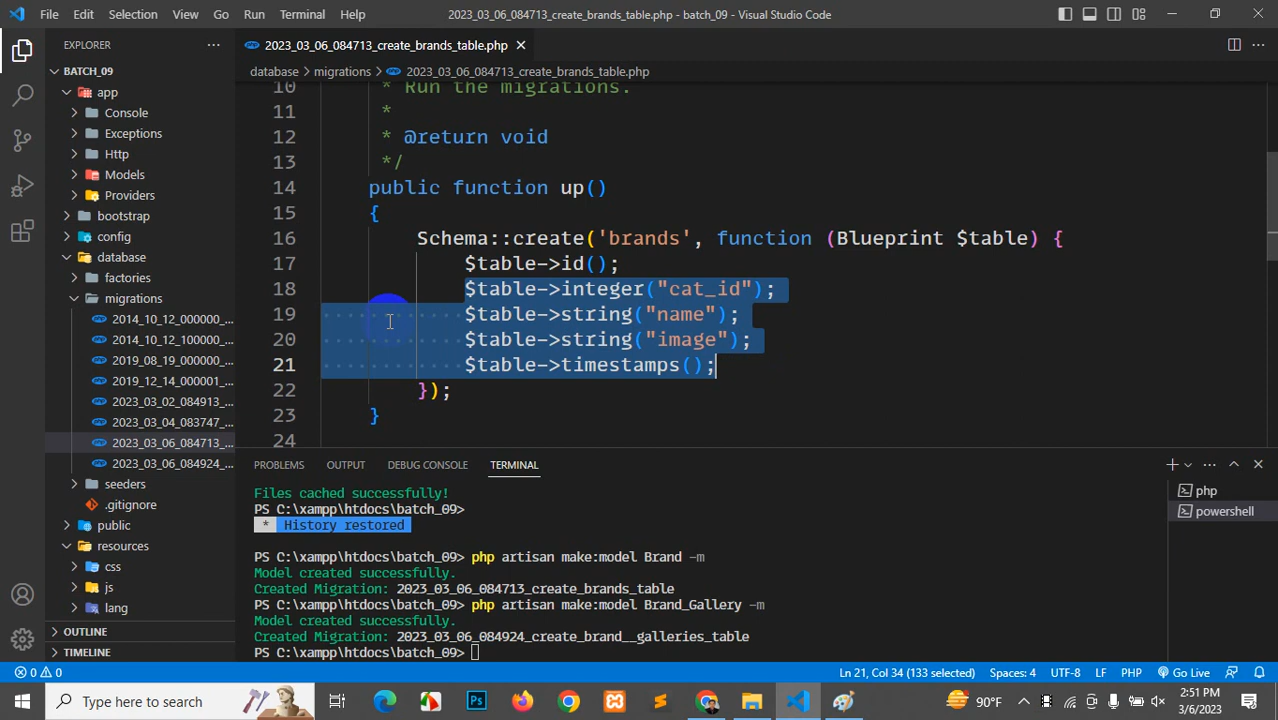 File Edit Selection View Go Run Terminal Help
2023_03_06_084713_create_brands_table.php - batch_09 - Visual Studio Code
EXPLORER
BATCH_09
app
Console
Exceptions
Http
Models
Providers
bootstrap
config
database
factories
migrations
2014_10_12_000000_...
2014_10_12_100000_...
2019_08_19_000000_...
2019_12_14_000001_...
2023_03_02_084913_...
2023_03_04_083747_...
2023_03_06_084713_...
2023_03_06_084924_...
seeders
.gitignore
public
resources
css
js
lang
OUTLINE
TIMELINE
2023_03_06_084713_create_brands_table.php
database > migrations > 2023_03_06_084713_create_brands_table.php
10 * Run the migrations.
11 *
12 * @return void
13 */
14 public function up()
15 {
16 Schema::create('brands', function (Blueprint $table) {
17 $table->id();
18 $table->integer("cat_id");
19 $table->string("name");
20 $table->string("image");
21 $table->timestamps();
22 });
23 }
24
PROBLEMS OUTPUT DEBUG CONSOLE TERMINAL
Files cached successfully!
PS C:\xampp\htdocs\batch_09>
* History restored
PS C:\xampp\htdocs\batch_09> php artisan make:model Brand -m
Model created successfully.
Created Migration: 2023_03_06_084713_create_brands_table
PS C:\xampp\htdocs\batch_09> php artisan make:model Brand_Gallery -m
Model created successfully.
Created Migration: 2023_03_06_084924_create_brand__galleries_table
PS C:\xampp\htdocs\batch_09>
php
powershell
0 0 Ln 21, Col 34 (133 selected) Spaces: 4 UTF-8 LF PHP Go Live
Type here to search
Ps
90°F
2:51 PM
3/6/2023